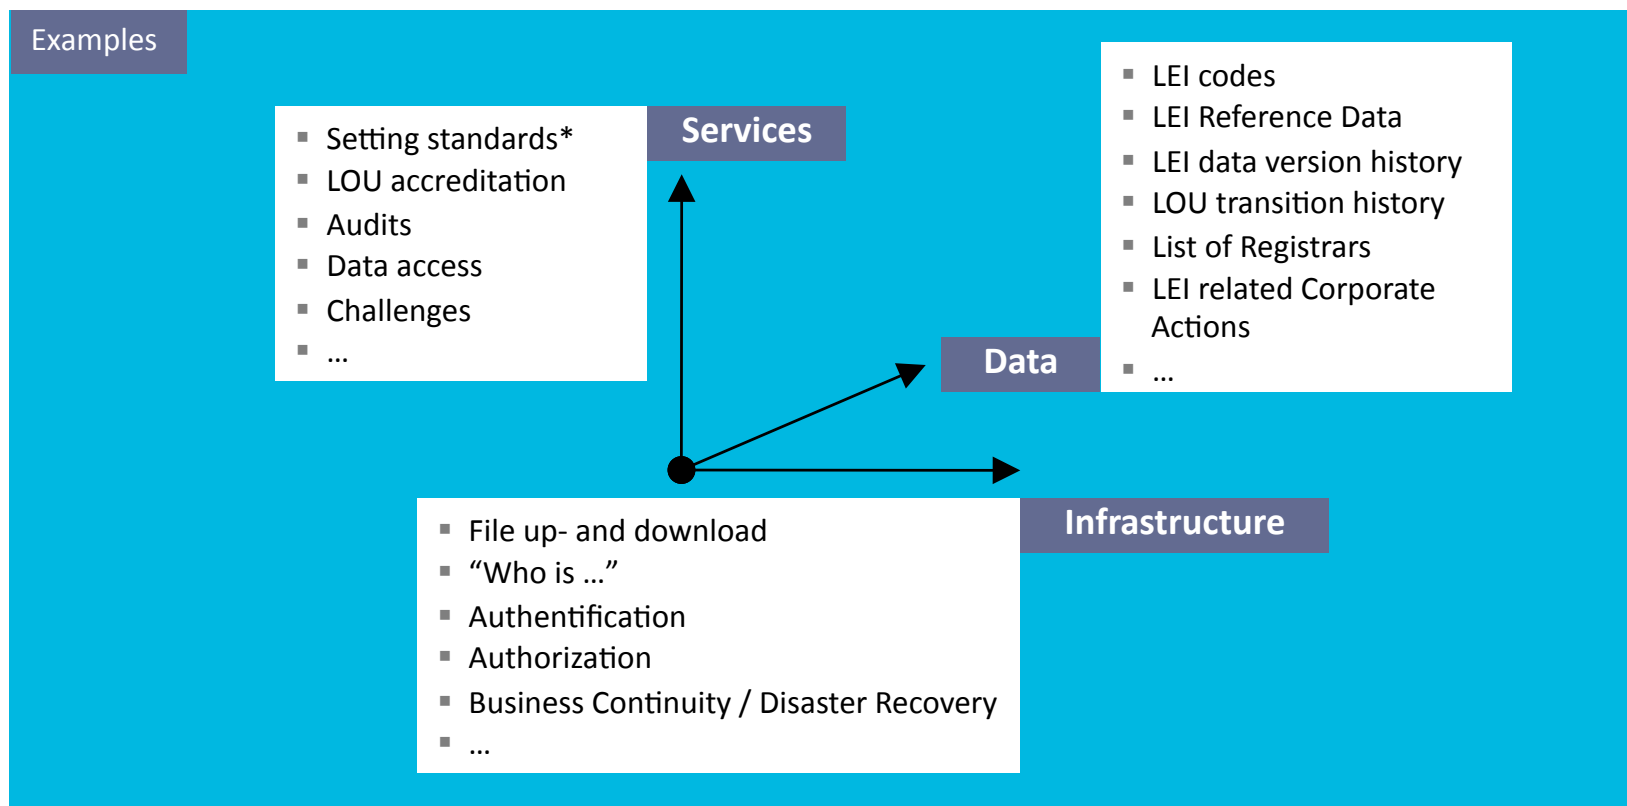 Examples
Services
Setting standards*
LOU accreditation
Audits
Data access
Challenges
...
Data
LEI codes
LEI Reference Data
LEI data version history
LOU transition history
List of Registrars
LEI related Corporate
Actions
...
Infrastructure
File up- and download
“Who is ...”
Authentification
Authorization
Business Continuity / Disaster Recovery
...